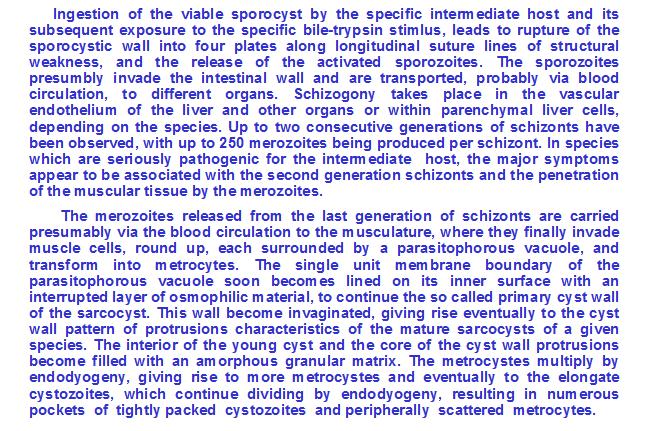 Ingestion of the viable sporocyst by the specific intermediate host and its
subsequent exposure to the specific bile-trypsin stimlus, leads to rupture of the
sporocystic wall into four plates along longitudinal suture lines of structural
weakness, and the release of the activated sporozoites. The sporozoites
presumbly invade the intestinal wall and are transported, probably via blood
circulation, to different organs. Schizogony takes place in the vascular
endothelium of the liver and other organs or within parenchymal liver cells,
depending on the species. Up to two consecutive generations of schizonts have
been observed, with up to 250 merozoites being produced per schizont. In species
which are seriously pathogenic for the intermediate host, the major symptoms
appear to be associated with the second generation schizonts and the penetration
of the muscular tissue by the merozoites.
The merozoites released from the last generation of schizonts are carried
presumably via the blood circulation to the musculature, where they finally invade
muscle cells, round up, each surrounded by a parasitophorous vacuole, and
transform into metrocytes. The single unit membrane boundary of the
parasitophorous vacuole soon becomes lined on its inner surface with an
interrupted layer of osmophilic material, to continue the so called primary cyst wall
of the sarcocyst. This wall become invaginated, giving rise eventually to the cyst
wall pattern of protrusions characteristics of the mature sarcocysts of a given
species. The interior of the young cyst and the core of the cyst wall protrusions
become filled with an amorphous granular matrix. The metrocystes multiply by
endodyogeny, giving rise to more metrocystes and eventually to the elongate
cystozoites, which continue dividing by endodyogeny, resulting in numerous
pockets of tightly packed cystozoites and peripherally scattered metrocytes.